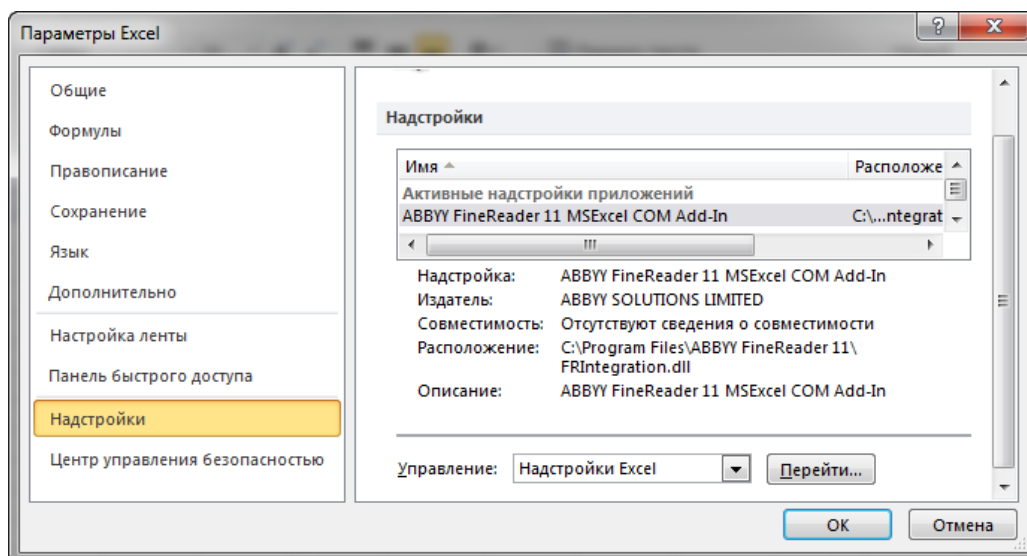 Параметры Excel
Общие
Формулы
Правописание
Сохранение
Язык
Дополнительно
Настройка ленты
Панель быстрого доступа
Надстройки
Центр управления безопасностью
Надстройки
Имя Расположе
Активные надстройки приложений
ABBYY FineReader 11 MSExcel COM Add-In C:\...ntegrat
Надстройка: ABBYY FineReader 11 MSExcel COM Add-In
Издатель: ABBYY SOLUTIONS LIMITED
Совместимость: Отсутствуют сведения о совместимости
Расположение: C:\Program Files\ABBYY FineReader 11\
FRIntegration.dll
Описание: ABBYY FineReader 11 MSExcel COM Add-In
Управление: Надстройки Excel Перейти...
ОК Отмена